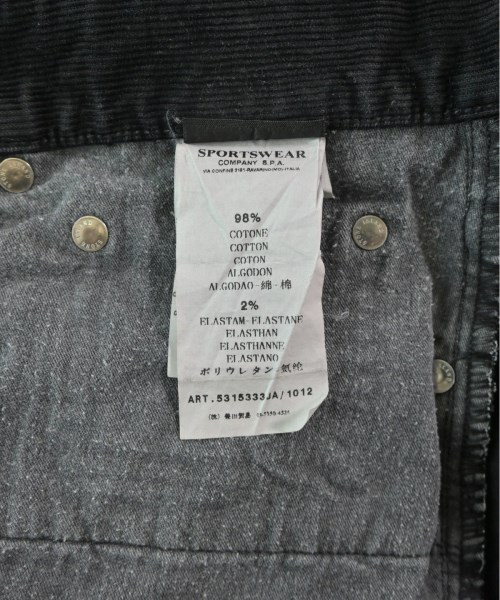 SPORTSWEAR
COMPANY S.P.A.
98%
COTONE
COTTON
COTON
ALGODON
ALGODAO-綿-棉
2%
ELASTAM-ELASTANE
ELASTHAN
ELASTHANNE
ELASTANO
ポリウレタン 氨纶
ART.5315333JA/1012